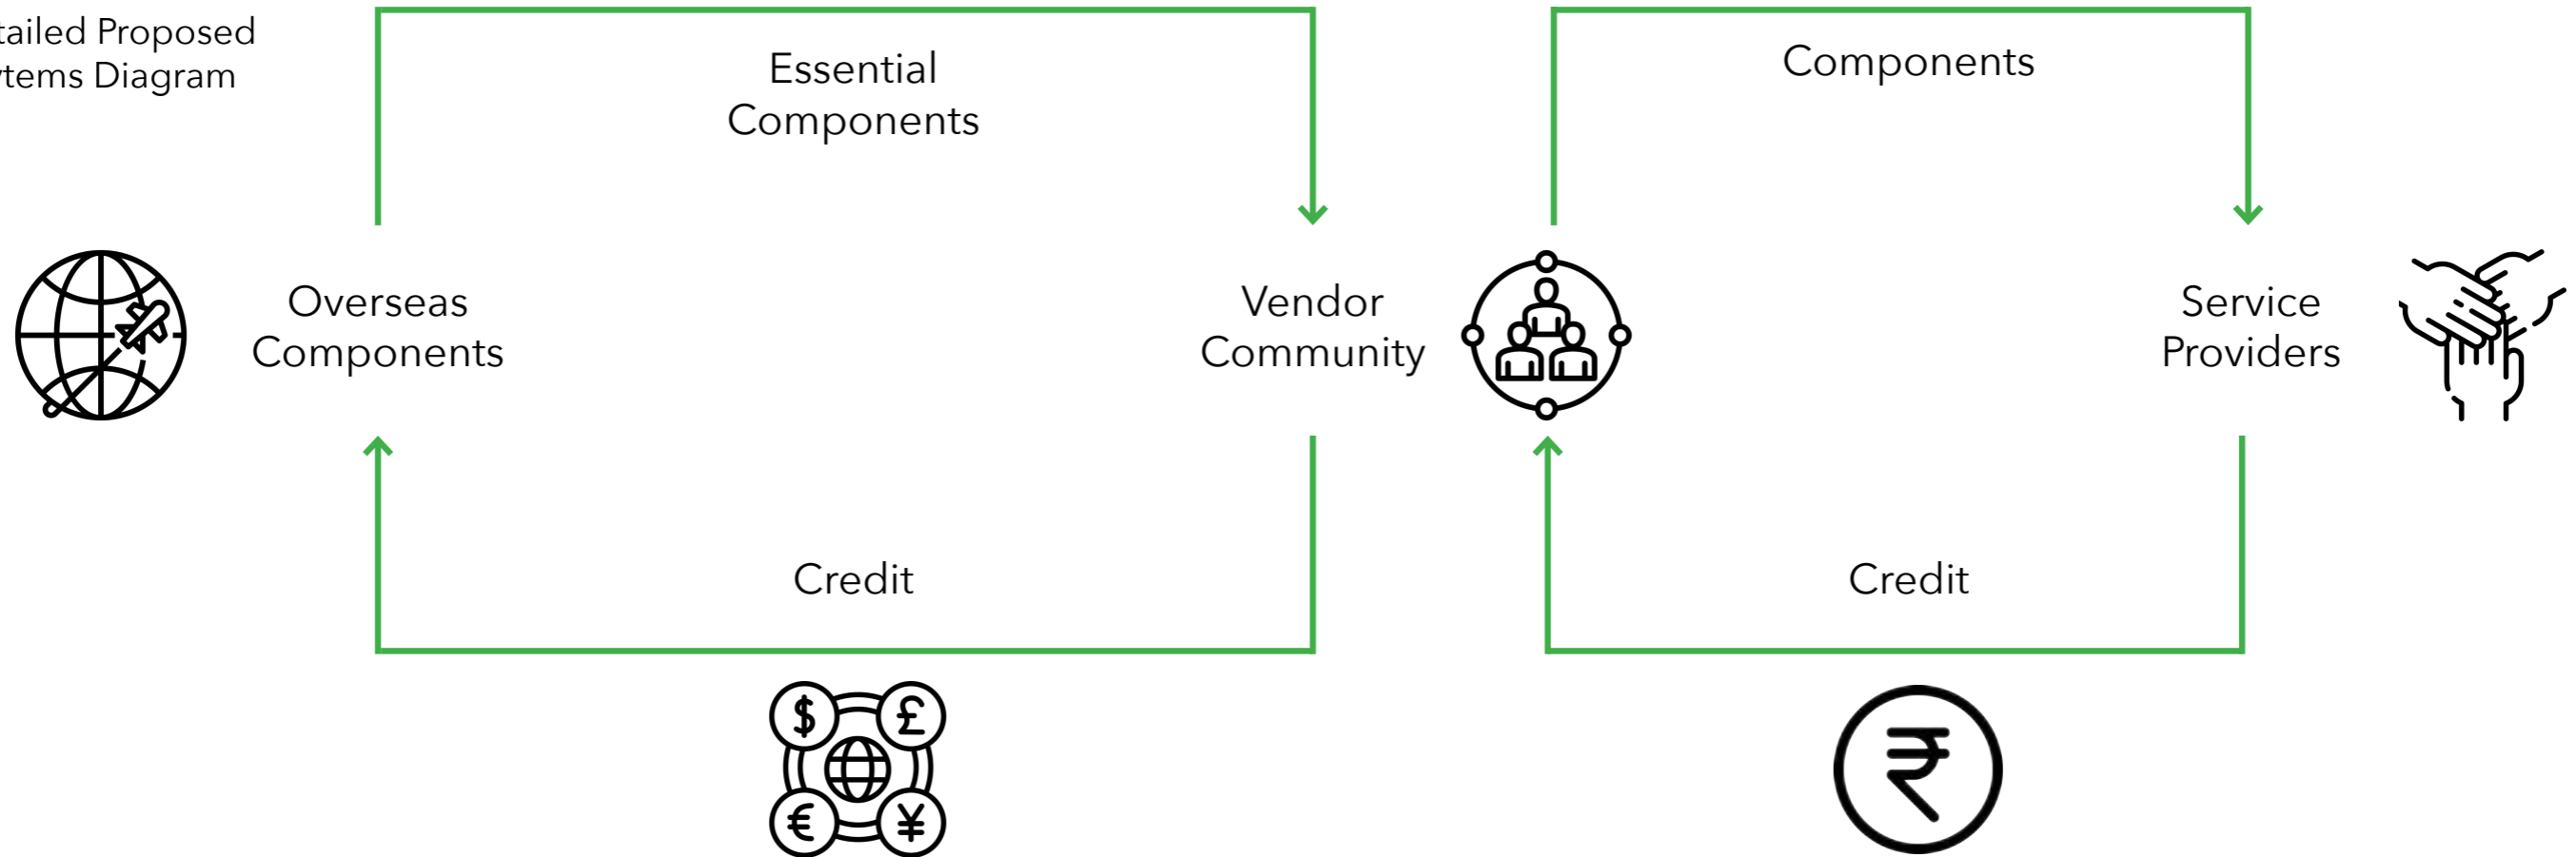 tailed Proposed
tems Diagram
Essential
Components
Components
Overseas
Components
Vendor
Community
Service
Providers
Credit
Credit
$ £
€ ¥
₹